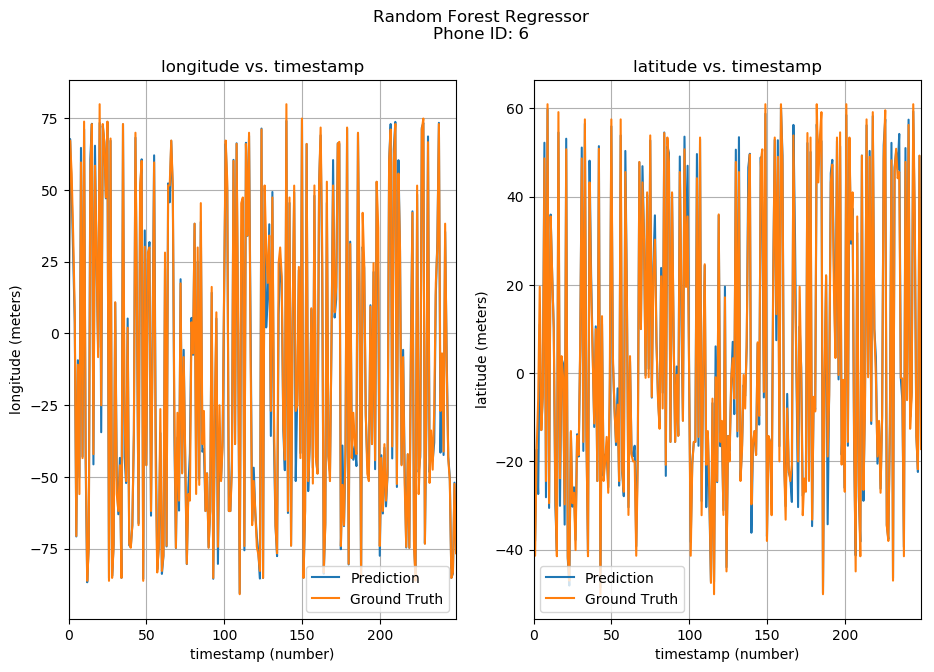 Random Forest Regressor
Phone ID: 6
longitude vs. timestamp
75
50
25
0
−25
−50
−75
longitude (meters)
0
50
100
150
200
timestamp (number)
Prediction
Ground Truth
latitude vs. timestamp
60
40
20
0
−20
−40
latitude (meters)
0
50
100
150
200
timestamp (number)
Prediction
Ground Truth